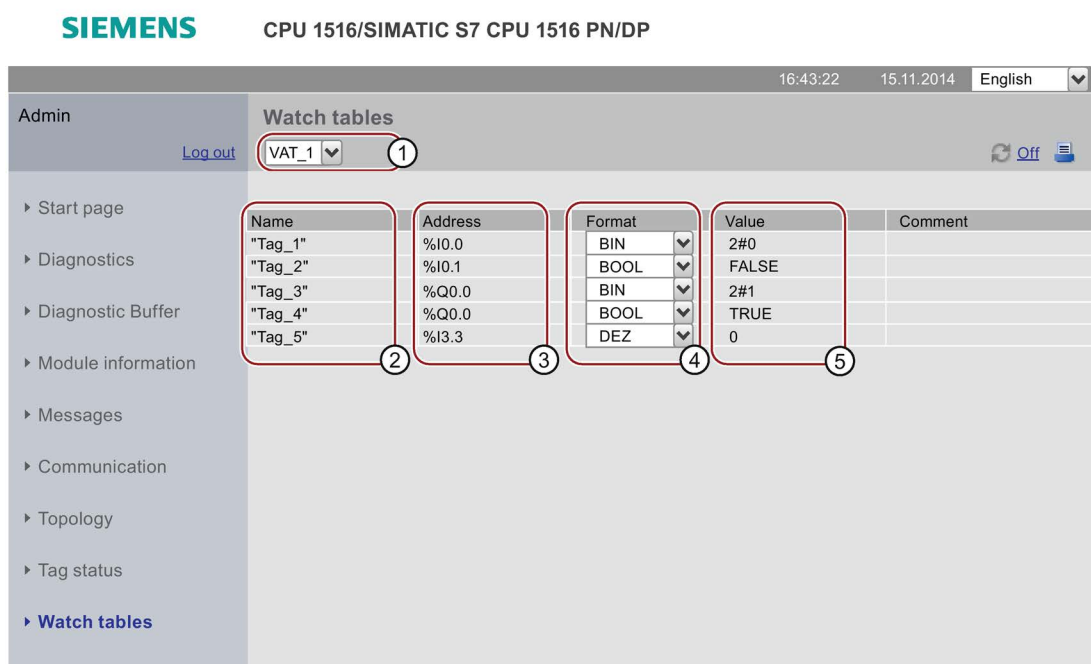 SIEMENS CPU 1516/SIMATIC S7 CPU 1516 PN/DP
16:43:22 15.11.2014 English
Admin
Watch tables
Log out
VAT_1 1
Off
Start page
Diagnostics
Diagnostic Buffer
Module information
Messages
Communication
Topology
Tag status
Watch tables
Name Address Format Value Comment
"Tag_1" %I0.0 BIN 2#0
"Tag_2" %I0.1 BOOL FALSE
"Tag_3" %Q0.0 BIN 2#1
"Tag_4" %Q0.0 BOOL TRUE
"Tag_5" %I3.3 DEZ 0
2 3 4 5